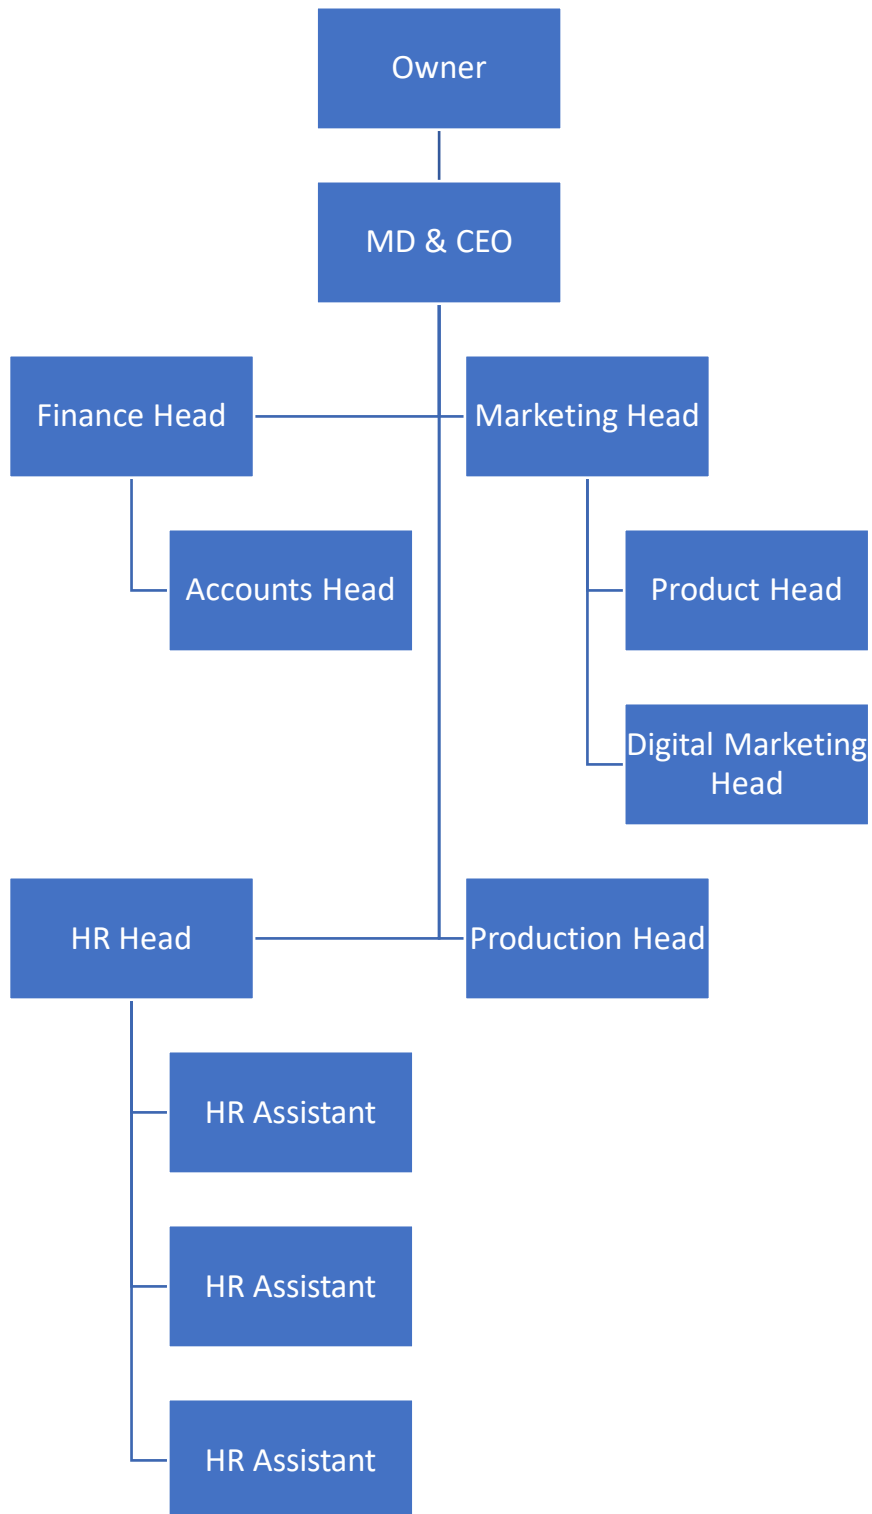 Owner
MD & CEO
Finance Head
Marketing Head
Accounts Head
Product Head
Digital Marketing
Head
HR Head
Production Head
HR Assistant
HR Assistant
HR Assistant